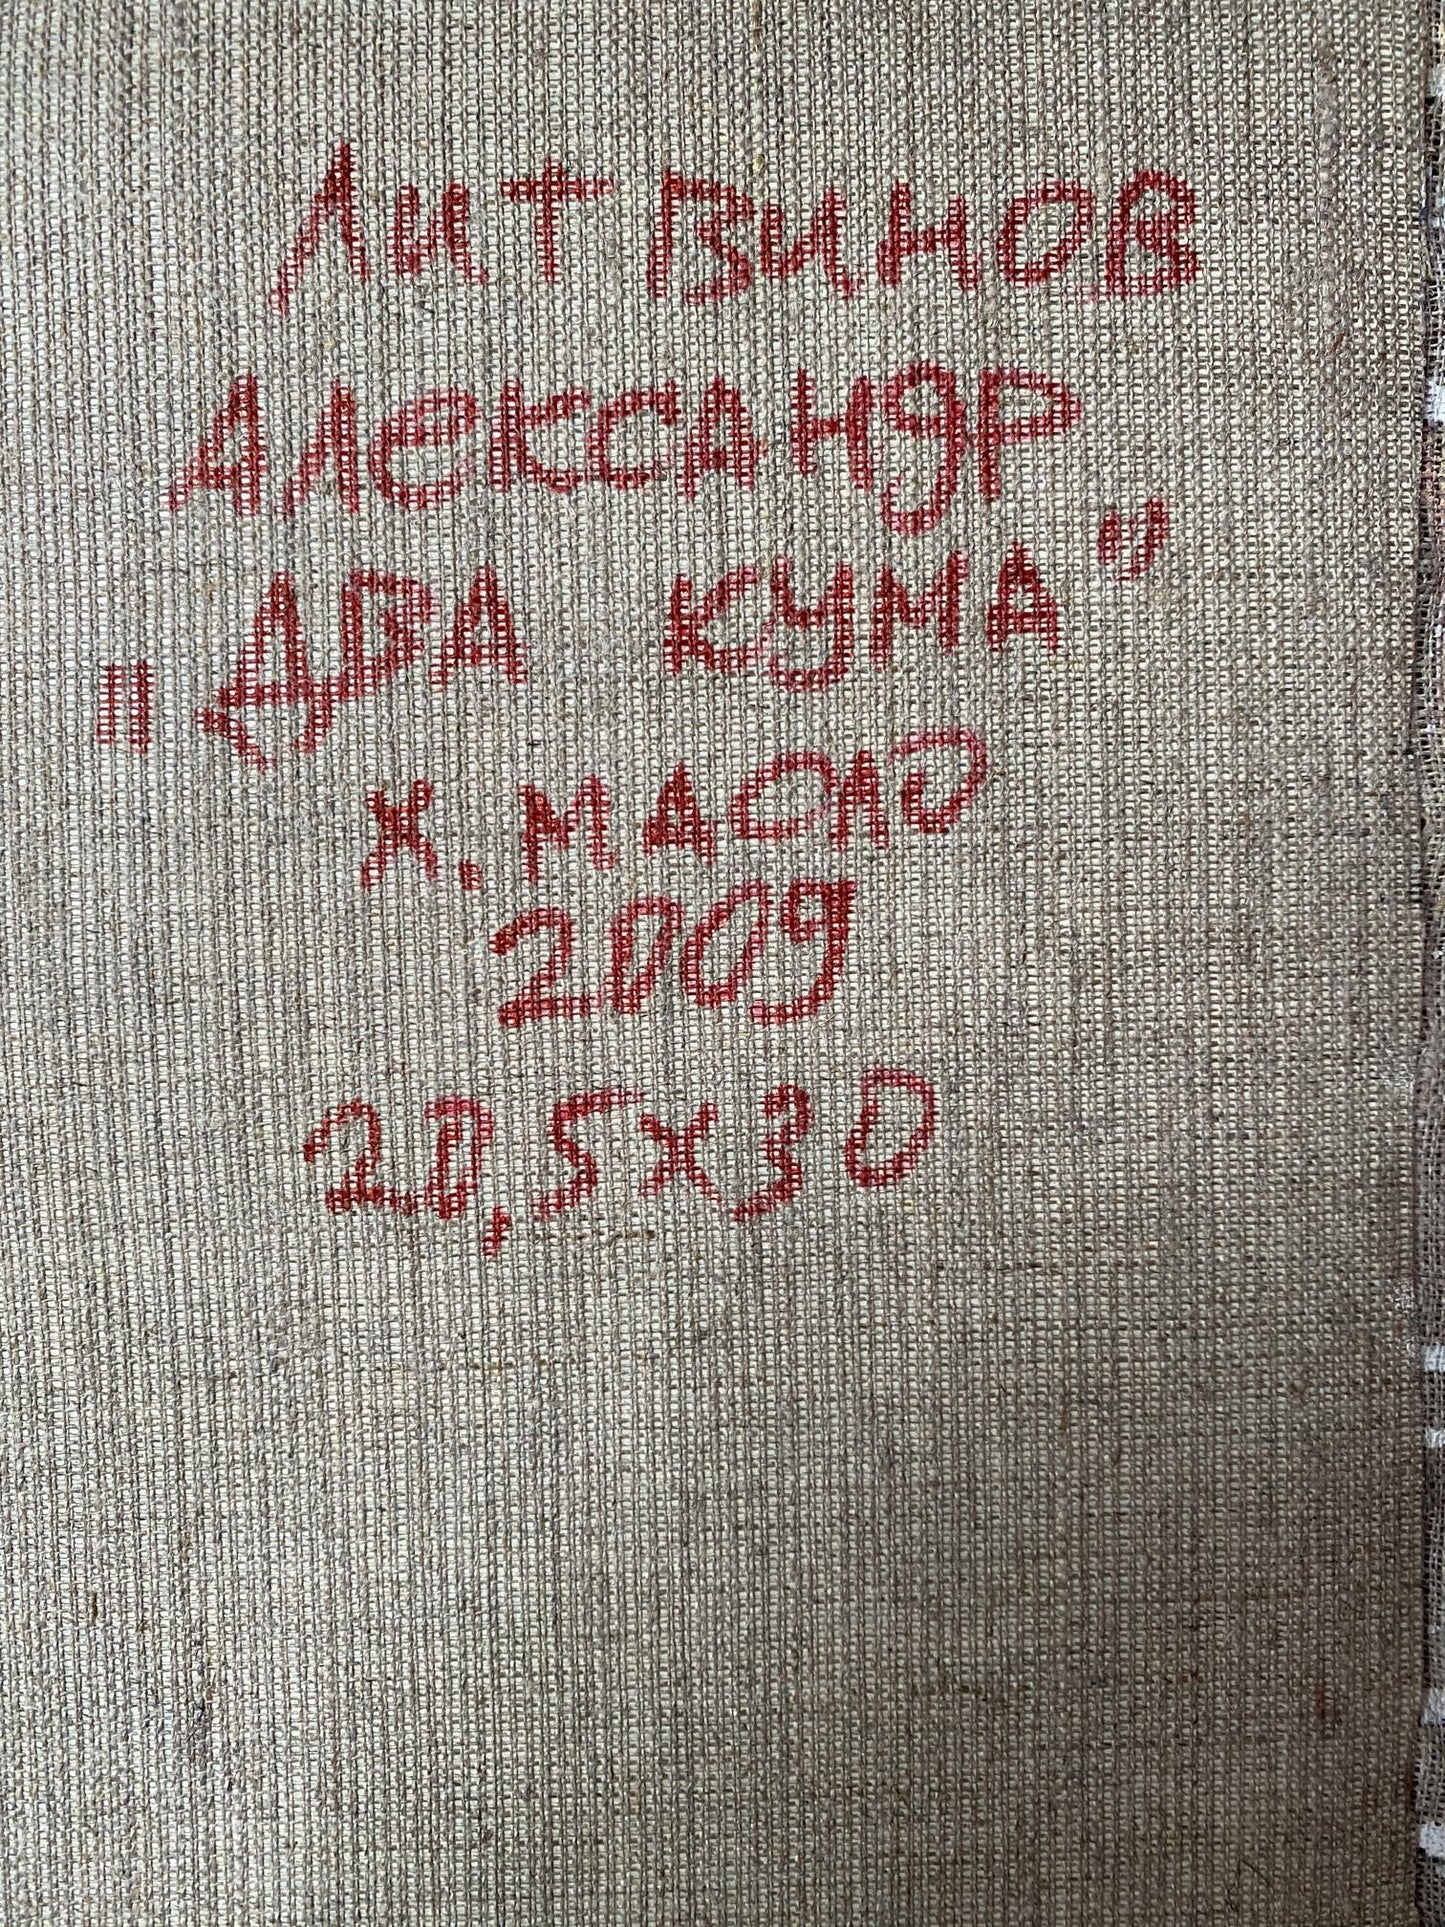 Литвинов
Александр
"Два кума"
х. масло
2009
20,5х30